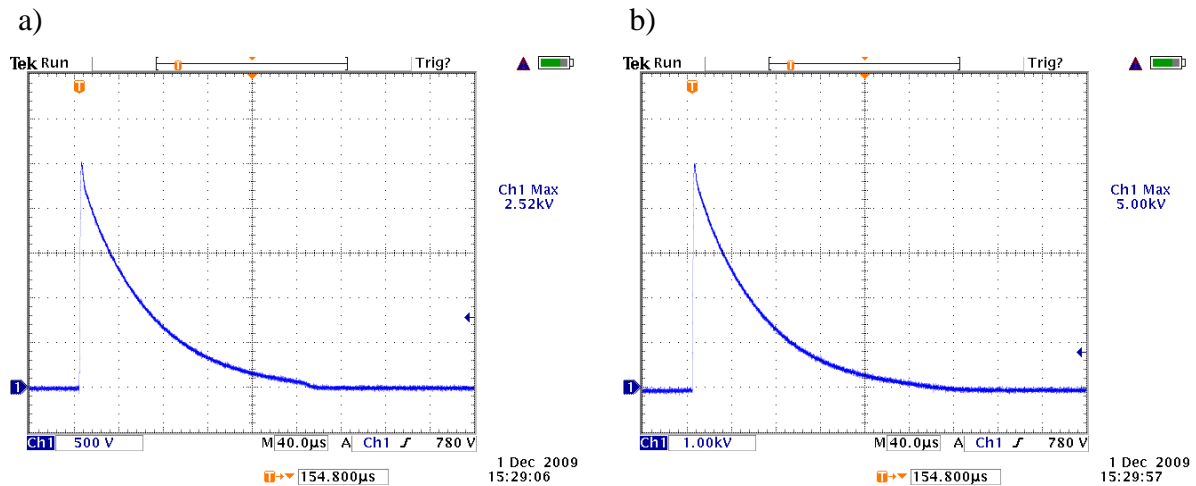 a)
Tek Run
Trig?
T
T
Ch1 Max
2.52kV
1
Ch1 500 V
M 40.0µs A Ch1 ƒ 780 V
T→▼ 154.800µs
1 Dec 2009
15:29:06
b)
Tek Run
Trig?
T
T
Ch1 Max
5.00kV
1
Ch1 1.00kV
M 40.0µs A Ch1 ƒ 780 V
T→▼ 154.800µs
1 Dec 2009
15:29:57